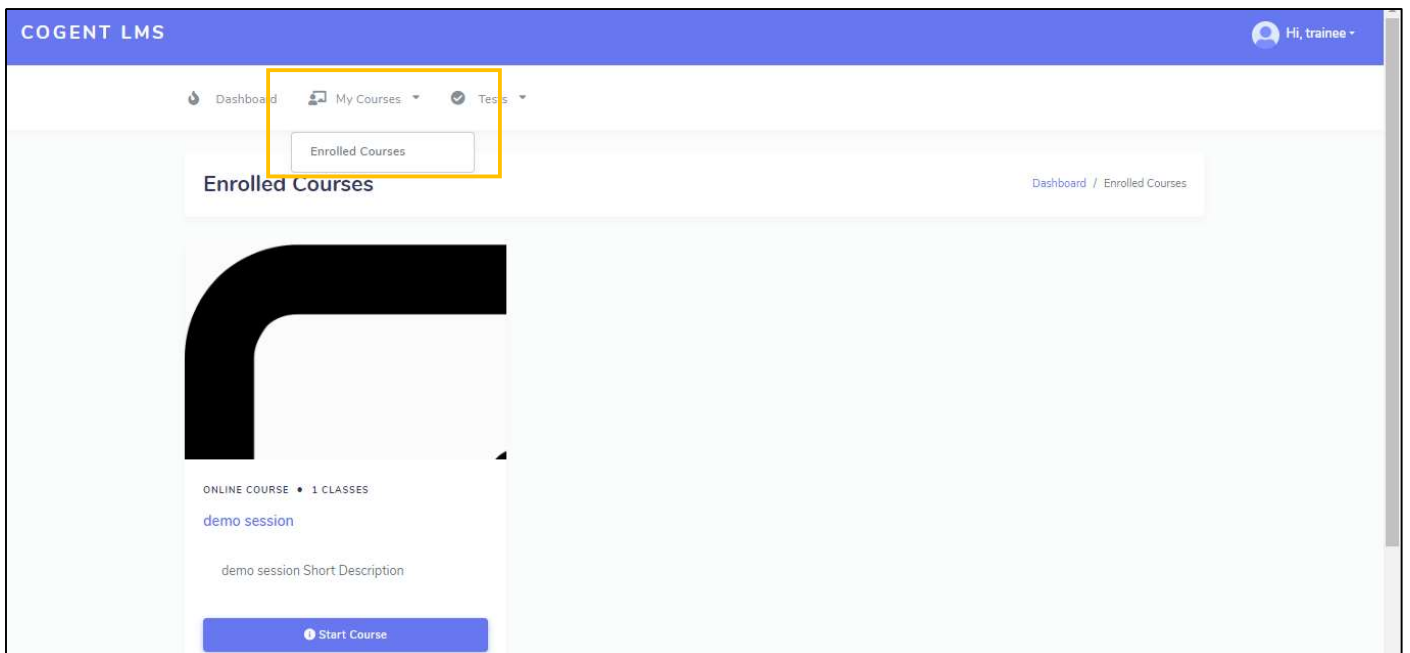 COGENT LMS
Hi, trainee
Dashboard My Courses Tests
Enrolled Courses
Enrolled Courses
Dashboard / Enrolled Courses
ONLINE COURSE • 1 CLASSES
demo session
demo session Short Description
Start Course